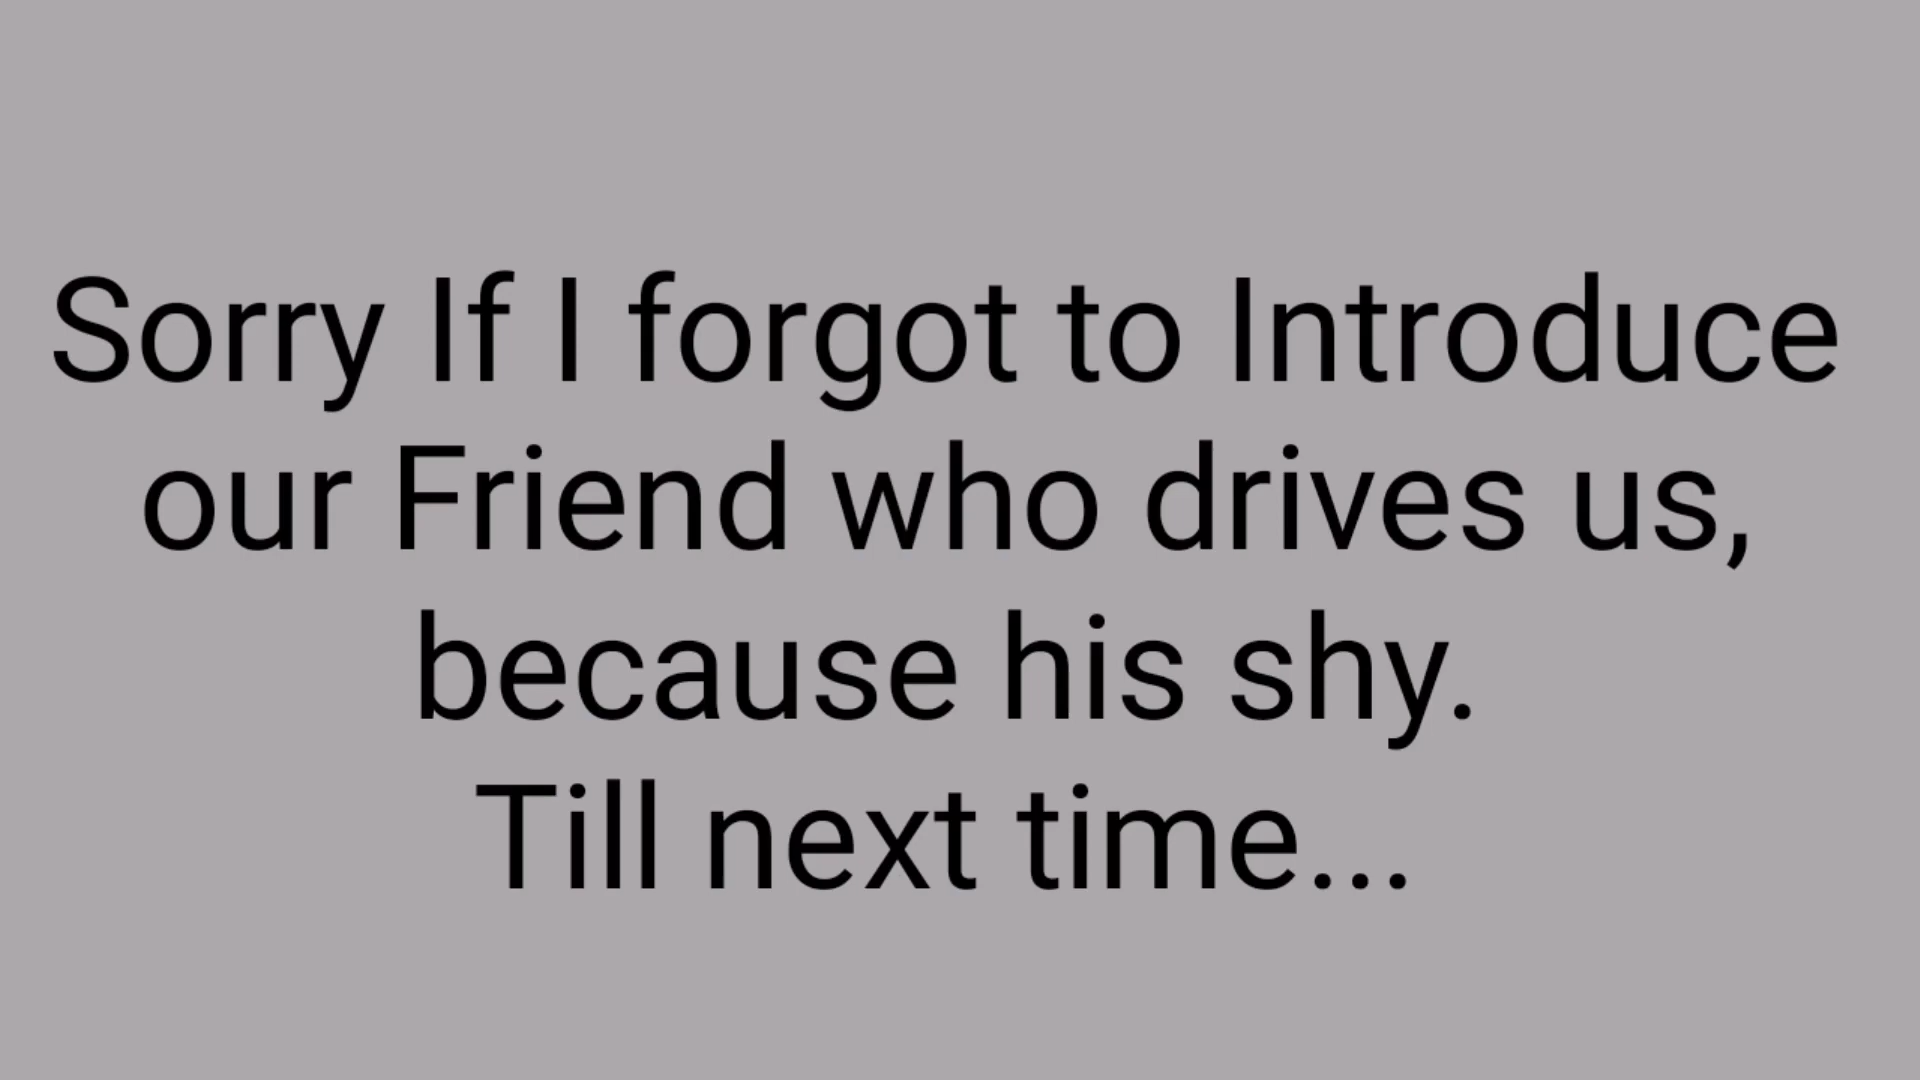 Sorry If I forgot to Introduce
our Friend who drives us,
because his shy.
Till next time...